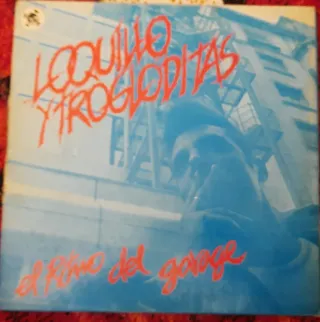 LOQUILLO
Y TROGLODITAS
el ritmo del garage